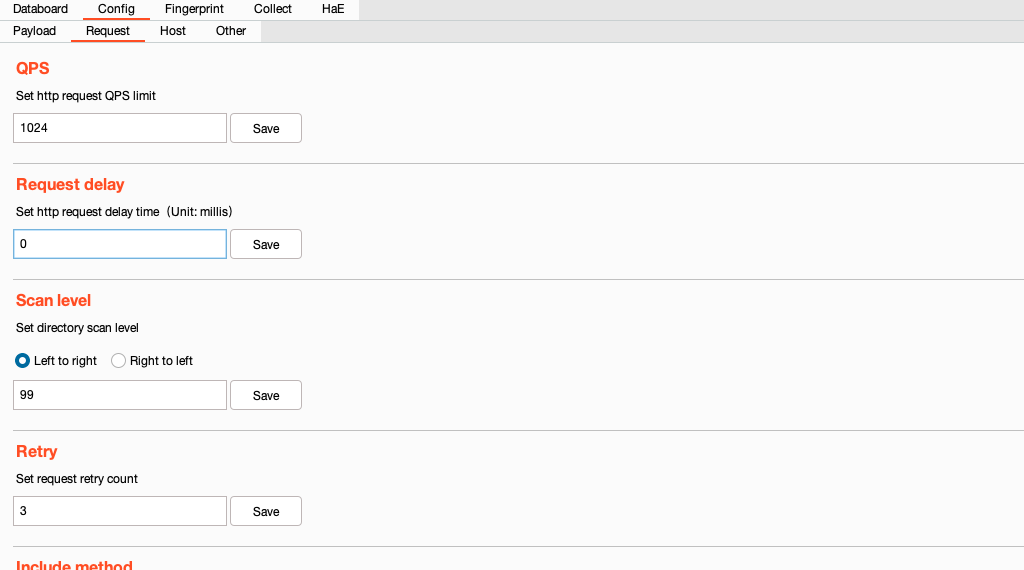 Databoard Config Fingerprint Collect HaE
Payload Request Host Other
QPS
Set http request QPS limit
1024 Save
Request delay
Set http request delay time (Unit: millis)
0 Save
Scan level
Set directory scan level
Left to right Right to left
99 Save
Retry
Set request retry count
3 Save
Include method